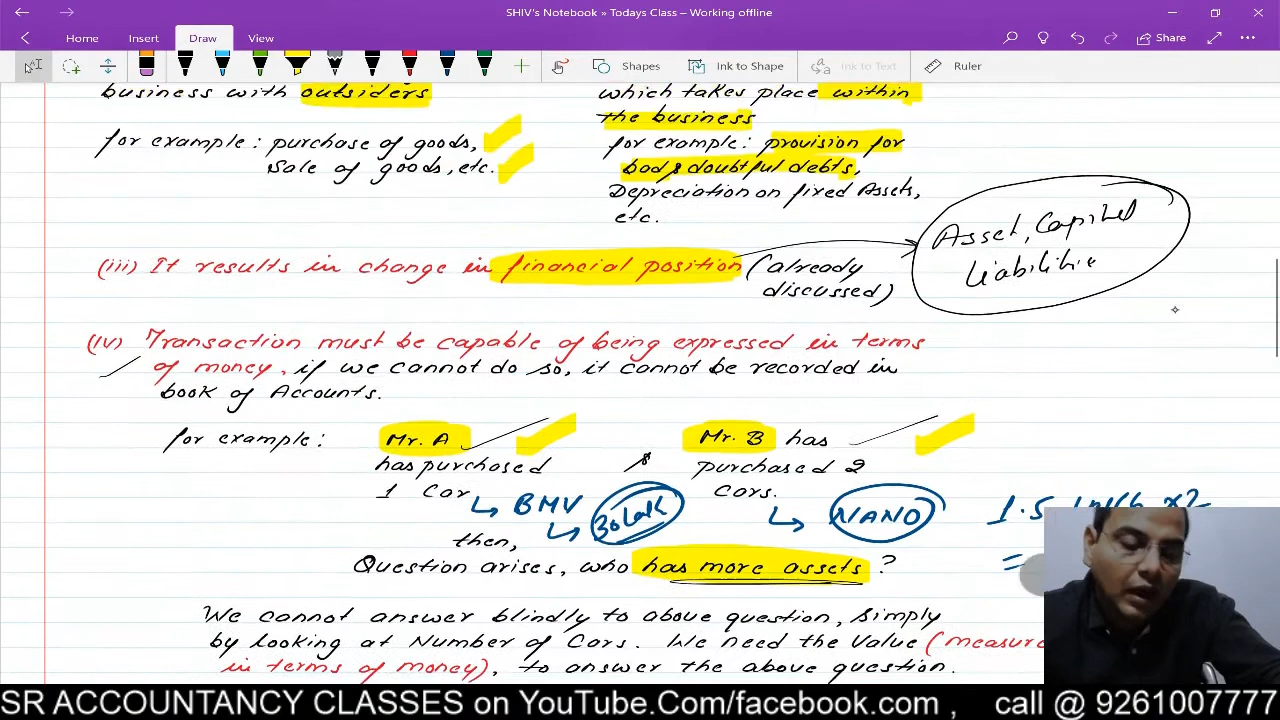 SHIV's Notebook » Todays Class – Working offline
Home Insert Draw View Share
Shapes Ink to Shape Ink to Text Ruler
business with outsiders
for example: purchase of goods,
Sale of goods, etc.
which takes place within
the business
for example: provision for
bad & doubtful debts,
Depreciation on fixed Assets,
etc.
(iii) It results in change in financial position (already
discussed)
Asset, Capital
Liabilitie
(iv) Transaction must be capable of being expressed in terms
of money. if we cannot do so, it cannot be recorded in
book of Accounts.
for example:
Mr. A
has purchased
1 Car
BMV
30 Lakh
&
Mr. B has
purchased 2
Cars.
NANO
1.5 x2
=
then,
Question arises, who has more assets ?
We cannot answer blindly to above question, Simply
by looking at Number of Cars. We need the Value (measur
in terms of money), to answer the above question.
SR ACCOUNTANCY CLASSES on YouTube.Com/facebook.com , call @ 9261007777